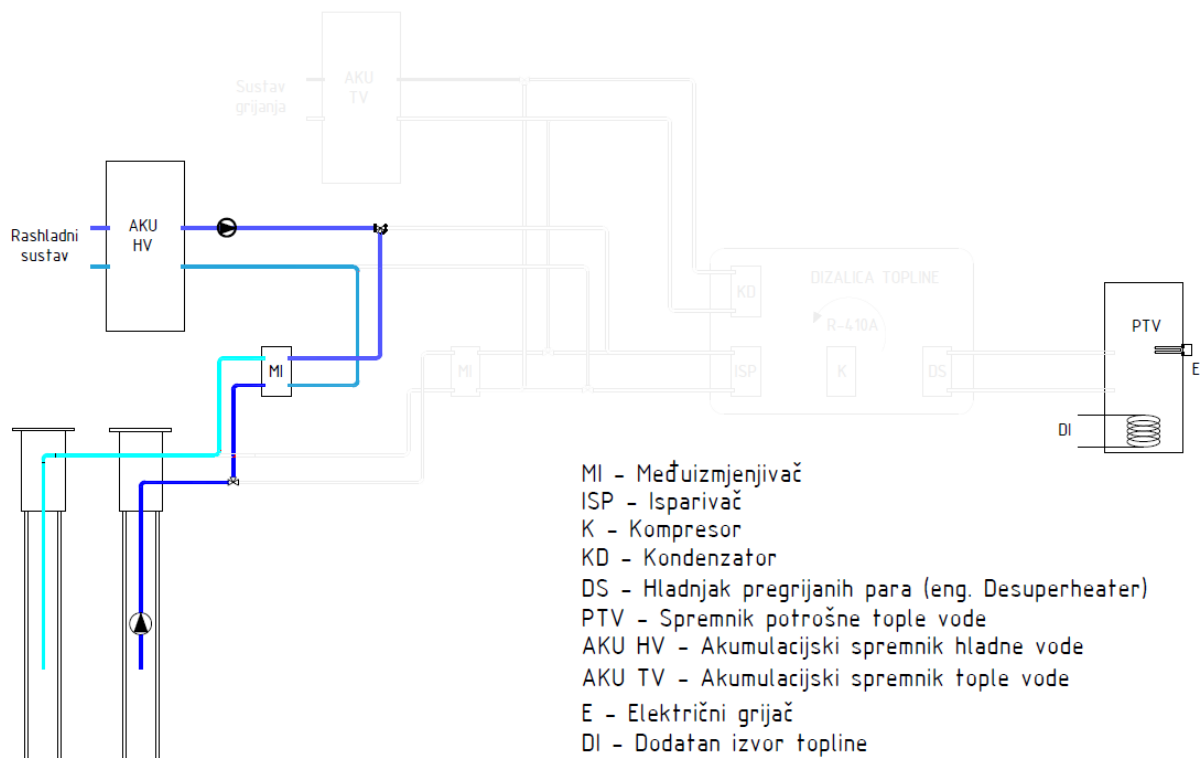 Sustav
grijanja
AKU
TV
Rashladni
sustav
AKU
HV
DIZALICA TOPLINE
KD
R-410A
PTV
MI
MI
ISP
K
DS
E
DI
MI – Međuizmjenjivač
ISP – Isparivač
K – Kompresor
KD – Kondenzator
DS – Hladnjak pregrijanih para (eng. Desuperheater)
PTV – Spremnik potrošne tople vode
AKU HV – Akumulacijski spremnik hladne vode
AKU TV – Akumulacijski spremnik tople vode
E – Električni grijač
DI – Dodatan izvor topline